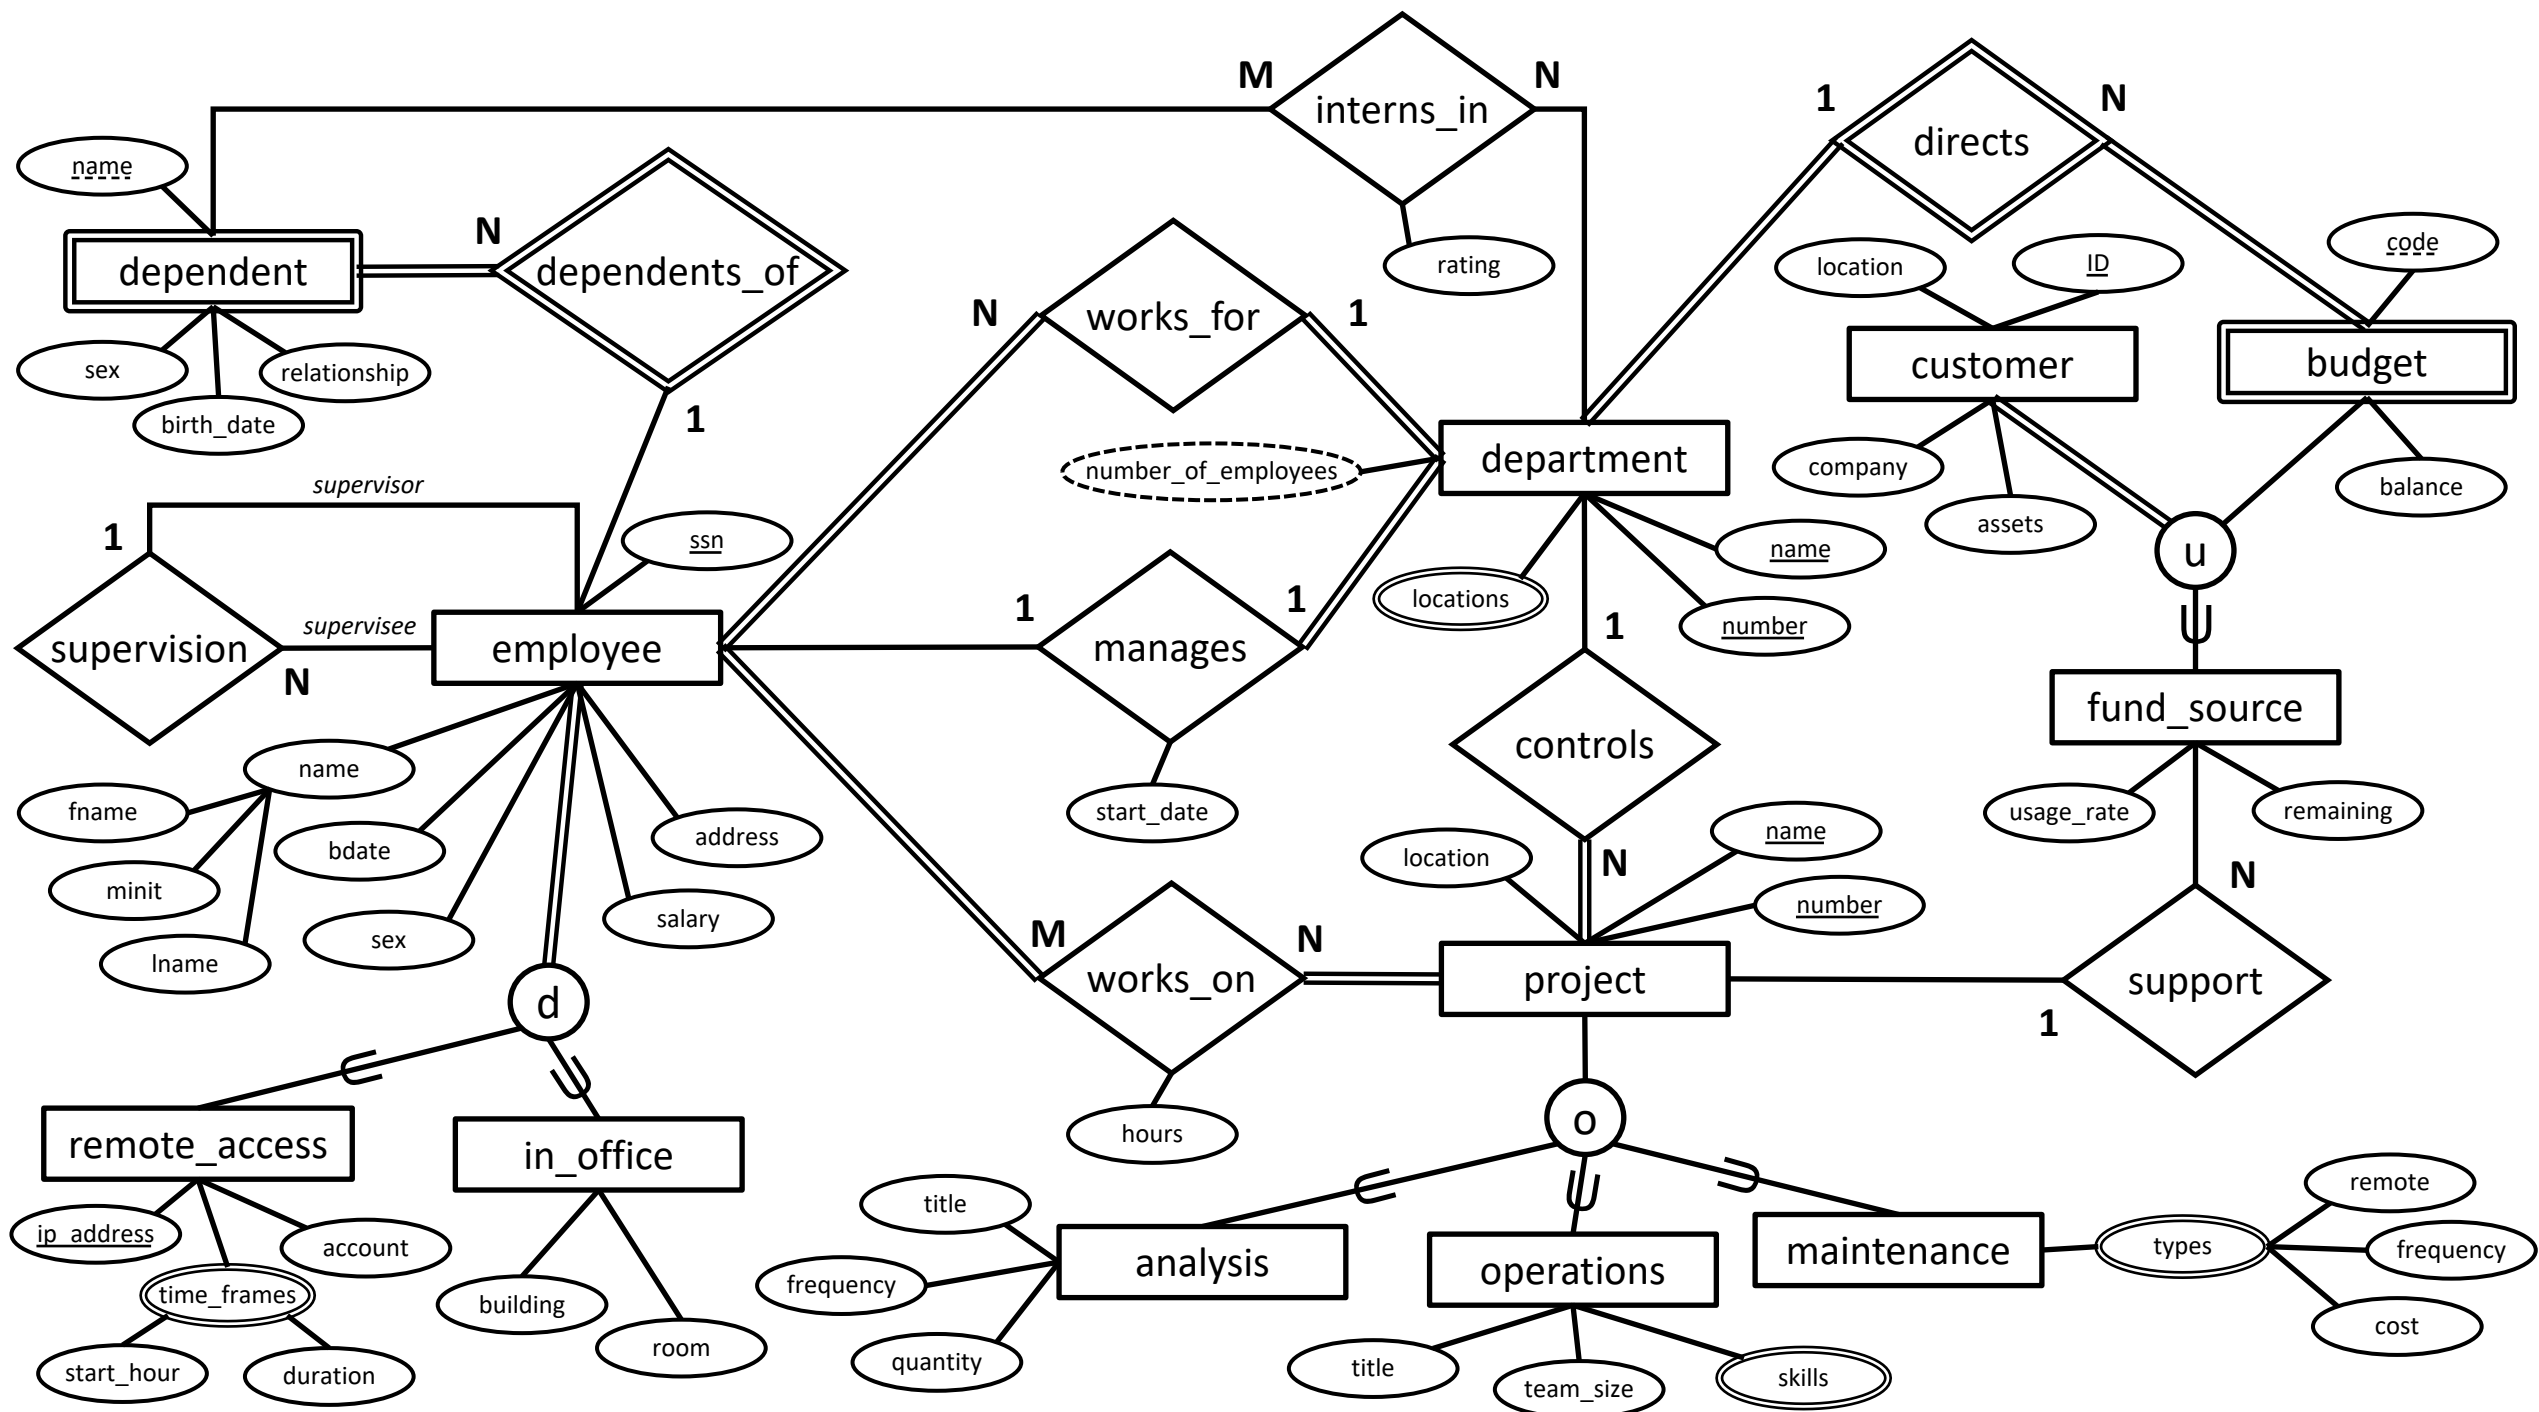 M
N
interns_in
1
N
directs
name
N
dependent
dependents_of
rating
location
ID
code
N
works_for
1
customer
budget
sex
relationship
birth_date
1
number_of_employees
department
company
assets
balance
supervisor
1
ssn
name
u
locations
number
supervisee
supervision
N
employee
1
manages
1
1
controls
fund_source
name
fname
minit
lname
bdate
sex
salary
address
start_date
location
name
number
N
usage_rate
remaining
N
d
M
works_on
N
project
support
1
hours
o
remote_access
in_office
ip_address
account
time_frames
start_hour
duration
building
room
title
frequency
quantity
analysis
operations
maintenance
types
remote
frequency
cost
title
team_size
skills